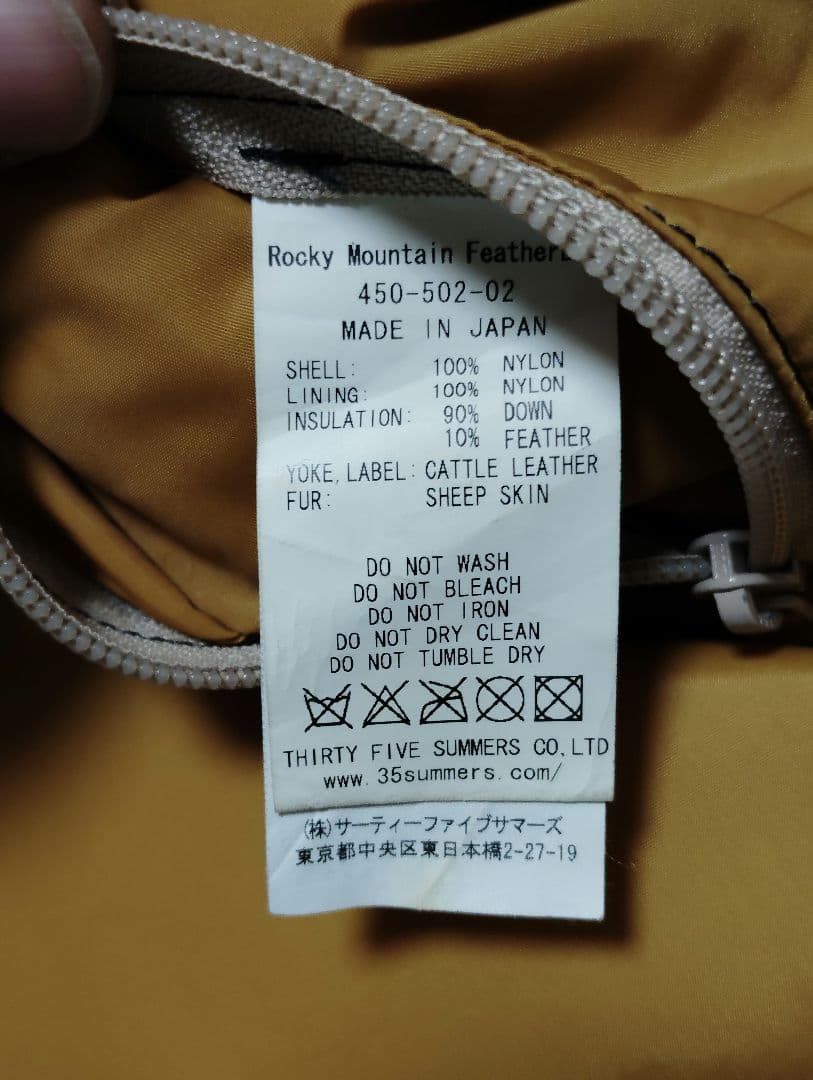 Rocky Mountain Feather
450-502-02
MADE IN JAPAN
SHELL: 100% NYLON
LINING: 100% NYLON
INSULATION: 90% DOWN
10% FEATHER
YOKE, LABEL: CATTLE LEATHER
FUR: SHEEP SKIN
DO NOT WASH
DO NOT BLEACH
DO NOT IRON
DO NOT DRY CLEAN
DO NOT TUMBLE DRY
THIRTY FIVE SUMMERS CO,LTD
www.35summers.com/
(株)サーティーファイブサマーズ
東京都中央区東日本橋2-27-19